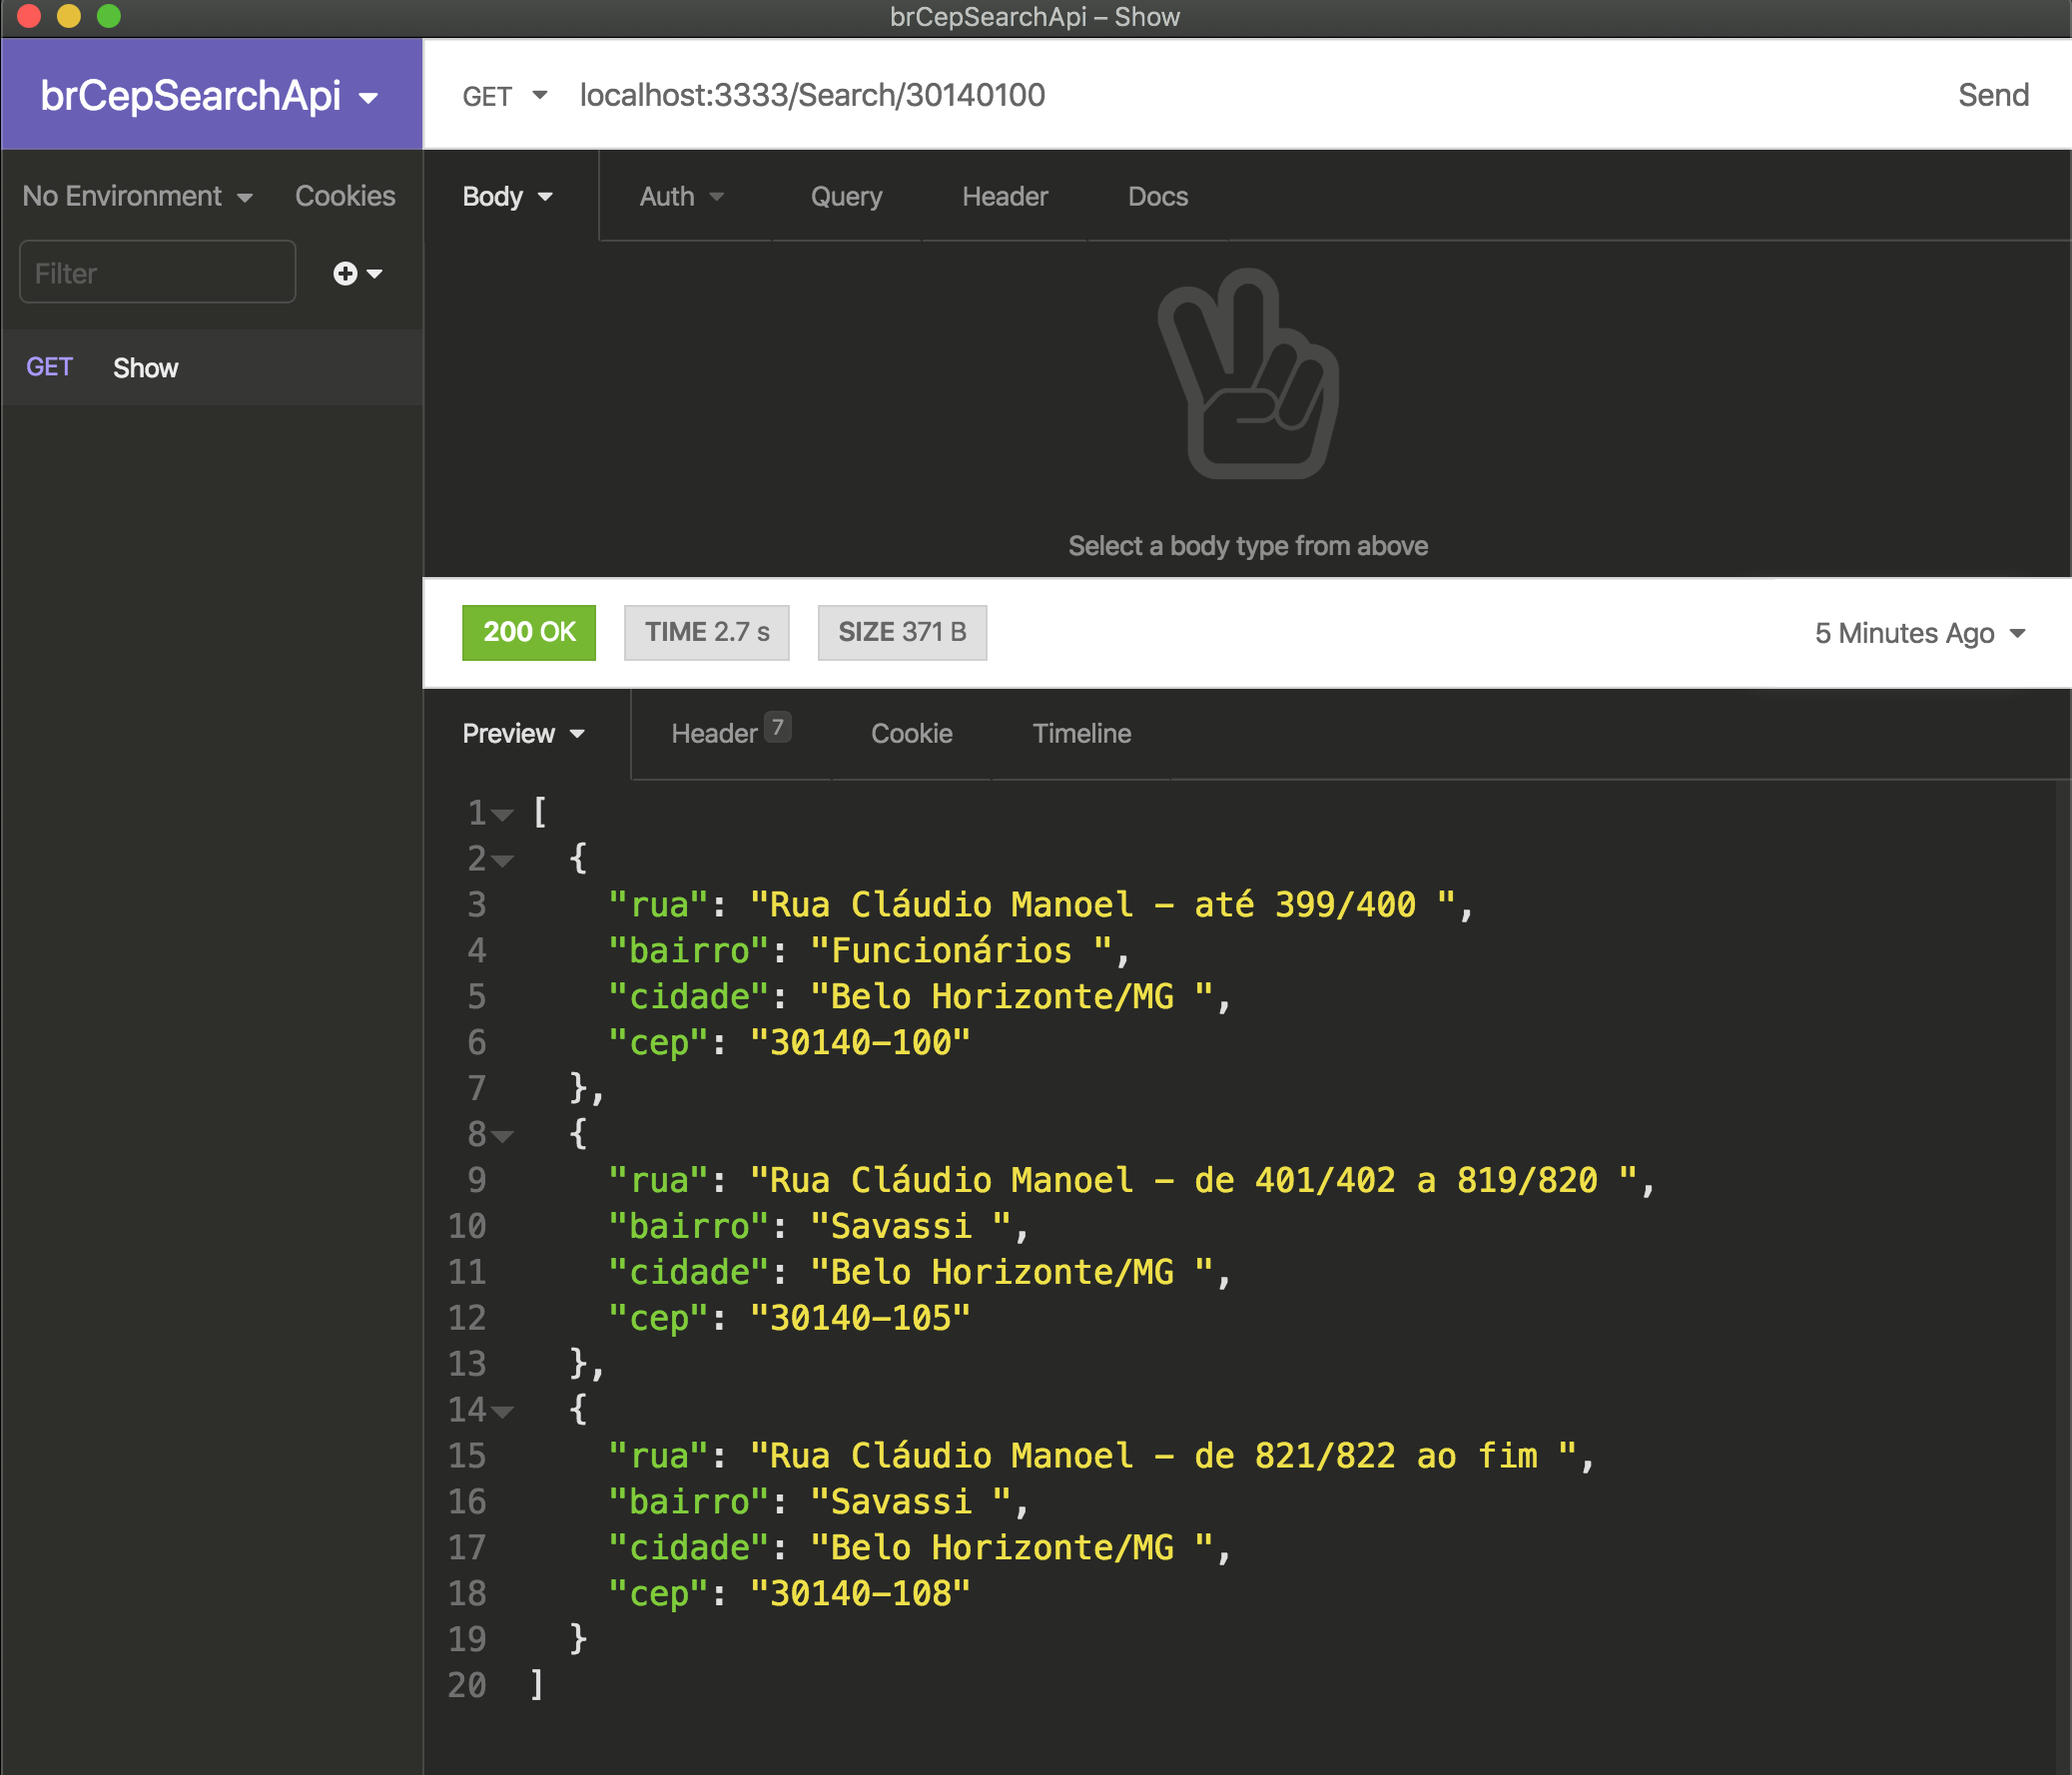 brCepSearchApi – Show
brCepSearchApi
GET localhost:3333/Search/30140100 Send
No Environment Cookies
Body Auth Query Header Docs
Filter
GET Show
Select a body type from above
200 OK TIME 2.7 s SIZE 371 B 5 Minutes Ago
Preview Header 7 Cookie Timeline
1 [
2 {
3 "rua": "Rua Cláudio Manoel - até 399/400 ",
4 "bairro": "Funcionários ",
5 "cidade": "Belo Horizonte/MG ",
6 "cep": "30140-100"
7 },
8 {
9 "rua": "Rua Cláudio Manoel - de 401/402 a 819/820 ",
10 "bairro": "Savassi ",
11 "cidade": "Belo Horizonte/MG ",
12 "cep": "30140-105"
13 },
14 {
15 "rua": "Rua Cláudio Manoel - de 821/822 ao fim ",
16 "bairro": "Savassi ",
17 "cidade": "Belo Horizonte/MG ",
18 "cep": "30140-108"
19 }
20 ]